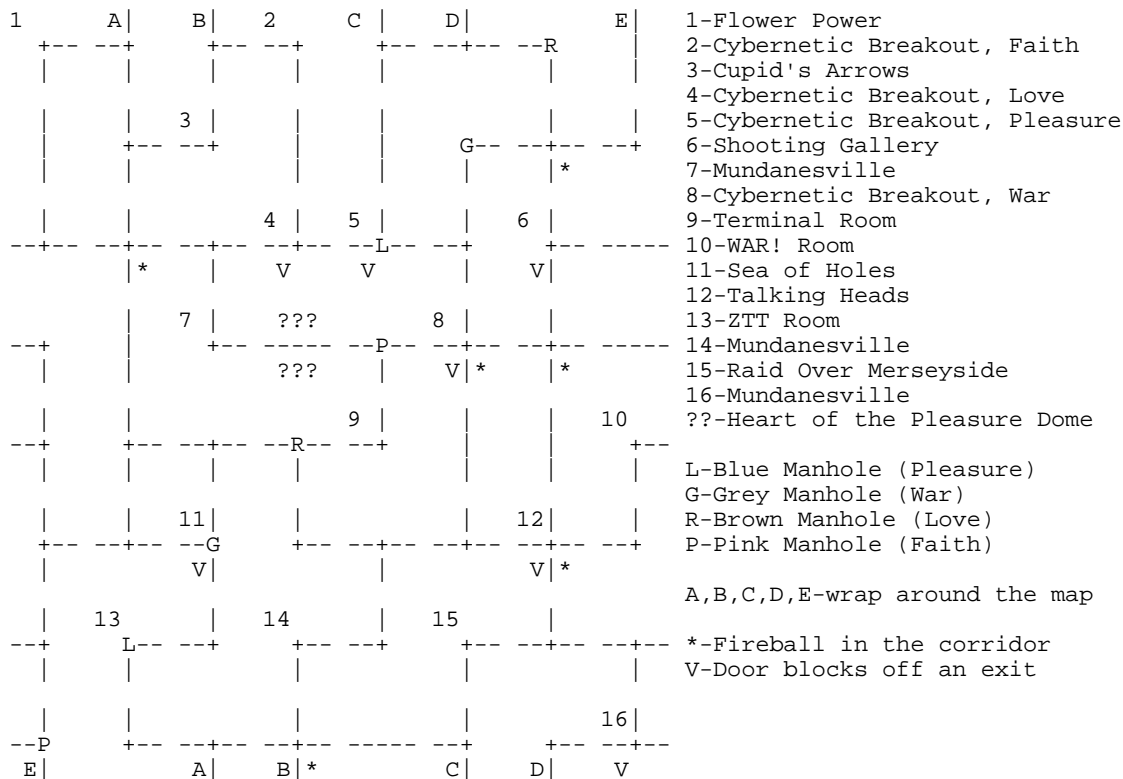 1      A|   B|   2     C |    D|         E|  1-Flower Power
  +-- --+    +-- --+    +-- --+-- --R    |  2-Cybernetic Breakout, Faith
  |     |    |     |    |           |    |  3-Cupid's Arrows
                                            4-Cybernetic Breakout, Love
  |     |  3 |     |    |           |    |  5-Cybernetic Breakout, Pleasure
  |     +-- --+    |    |     G-- --+-- --+  6-Shooting Gallery
  |     |          |    |     |     |*      7-Mundanesville
                                            8-Cybernetic Breakout, War
  |     |        4 |  5 |     |   6 |       9-Terminal Room
--+-- --+-- --+-- --+-- --L-- --+    +-- -----  10-WAR! Room
        |*   |    V    V      |    V|       11-Sea of Holes
                                            12-Talking Heads
        |  7 |    ???       8 |     |       13-ZTT Room
--+     |    +-- ----- --P-- --+-- --+-- -----  14-Mundanesville
  |     |         ???    |   V|*    |*      15-Raid Over Merseyside
                                            16-Mundanesville
  |     |              9 |    |     |   10  ??-Heart of the Pleasure Dome
--+     +-- --+-- --R-- --+    |     |    +--
  |     |    |     |          |     |    |  L-Blue Manhole (Pleasure)
                                            G-Grey Manhole (War)
  |     |  11|     |          |   12|    |  R-Brown Manhole (Love)
  +-- --+-- --G    +-- --+-- --+-- --+-- --+  P-Pink Manhole (Faith)
  |         V|          |          V|*
                                            A,B,C,D,E-wrap around the map
  |   13     |   14     |   15      |
--+    L-- --+    +-- --+    +-- --+-- --+--  *-Fireball in the corridor
       |     |    |          |     |     |  V-Door blocks off an exit

  |    |          |          |         16|
--P    +-- --+-- --+-- ----- --+    +-- --+--
 E|         A|   B|*        C|    D|    V